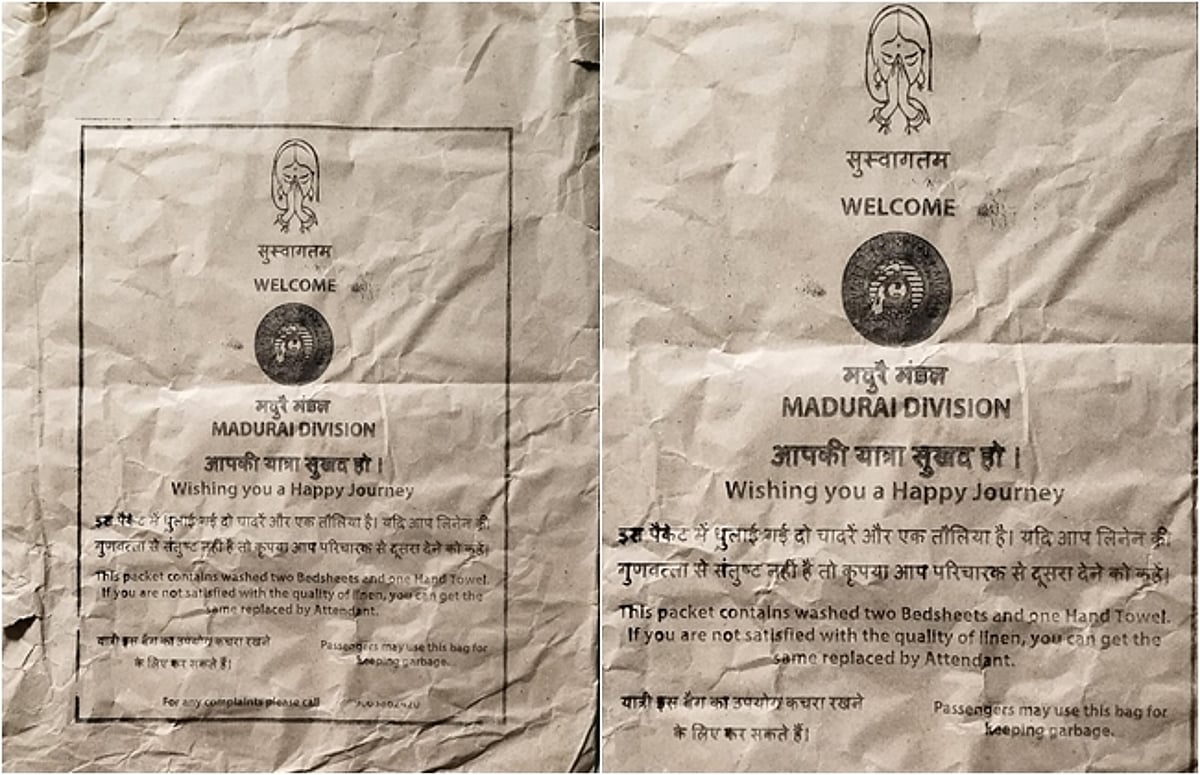 सुस्वागतम
WELCOME
मदुरै मंडल
MADURAI DIVISION
आपकी यात्रा सुखद हो।
Wishing you a Happy Journey
इस पैकेट में धुलाई गई दो चादरें और एक तौलिया है। यदि आप लिनेन की
गुणवत्ता से संतुष्ट नहीं है तो कृपया आप परिचारक से दूसरा देने को कहें।
This packet contains washed two Bedsheets and one Hand Towel.
If you are not satisfied with the quality of linen, you can get the
same replaced by Attendant.
यात्री इस बैग का उपयोग कचरा रखने
के लिए कर सकते हैं।
Passengers may use this bag for
keeping garbage.
For any complaints please call
सुस्वागतम
WELCOME
मदुरै मंडल
MADURAI DIVISION
आपकी यात्रा सुखद हो।
Wishing you a Happy Journey
इस पैकेट में धुलाई गई दो चादरें और एक तौलिया है। यदि आप लिनेन की
गुणवत्ता से संतुष्ट नहीं है तो कृपया आप परिचारक से दूसरा देने को कहें।
This packet contains washed two Bedsheets and one Hand Towel.
If you are not satisfied with the quality of linen, you can get the
same replaced by Attendant.
यात्री इस बैग का उपयोग कचरा रखने
के लिए कर सकते हैं।
Passengers may use this bag for
keeping garbage.